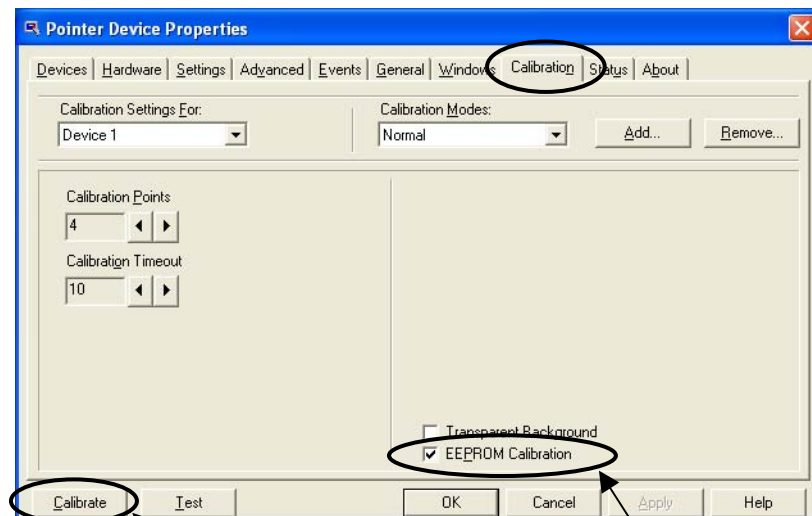 Pointer Device Properties
Devices Hardware Settings Advanced Events General Windows Calibration Status About
Calibration Settings For: Calibration Modes:
Device 1 Normal Add... Remove...
Calibration Points
4
Calibration Timeout
10
Transparent Background
EEPROM Calibration
Calibrate Test OK Cancel Apply Help